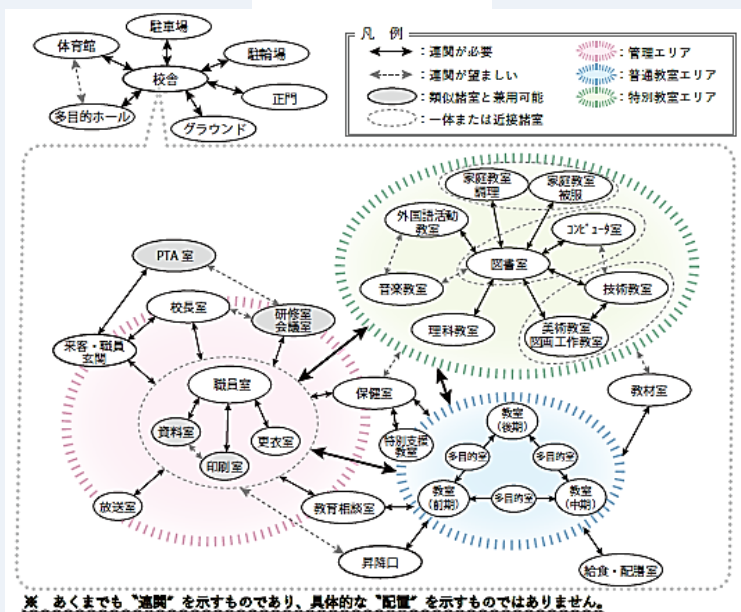 凡 例
：連関が必要
：連関が望ましい
：類似諸室と兼用可能
：一体または近接諸室
：管理エリア
：普通教室エリア
：特別教室エリア
駐車場
体育館
駐輪場
校舎
正門
多目的ホール
グラウンド
家庭教室
調理
家庭教室
被服
外国語活動
教室
コンピュータ室
図書室
音楽教室
技術教室
理科教室
美術教室
図画工作教室
PTA 室
校長室
研修室
会議室
来客・職員
玄関
職員室
資料室
更衣室
印刷室
放送室
保健室
特別支援
教室
教育相談室
昇降口
教材室
教室
(後期)
多目的室
多目的室
教室
(前期)
多目的室
教室
(中期)
給食・配膳室
※ あくまでも〝連関〟を示すものであり、具体的な〝配置〟を示すものではありません。